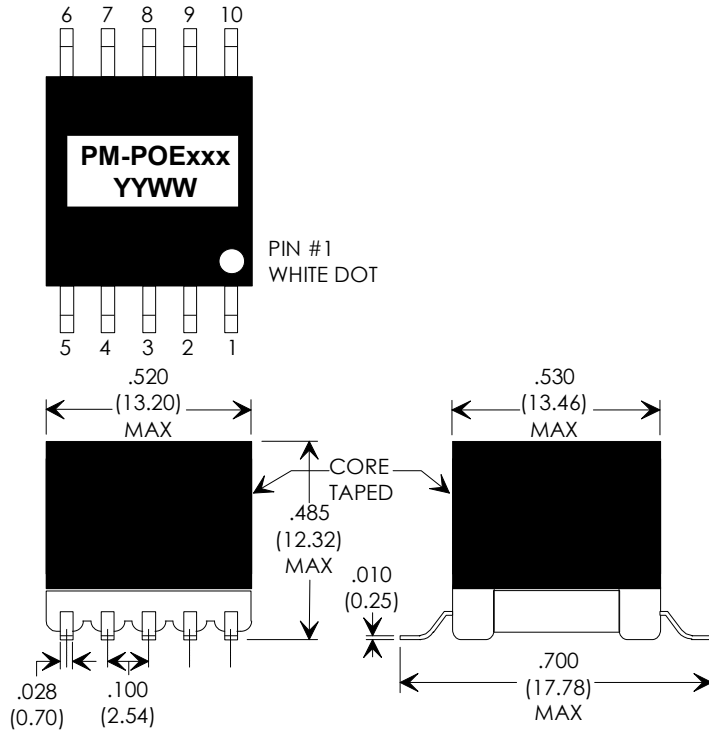 6 7 8 9 10
PM-POExxx
YYWW
PIN #1
WHITE DOT
5 4 3 2 1
.520
(13.20)
MAX
.530
(13.46)
MAX
CORE
TAPED
.485
(12.32)
MAX
.010
(0.25)
.028
(0.70)
.100
(2.54)
.700
(17.78)
MAX